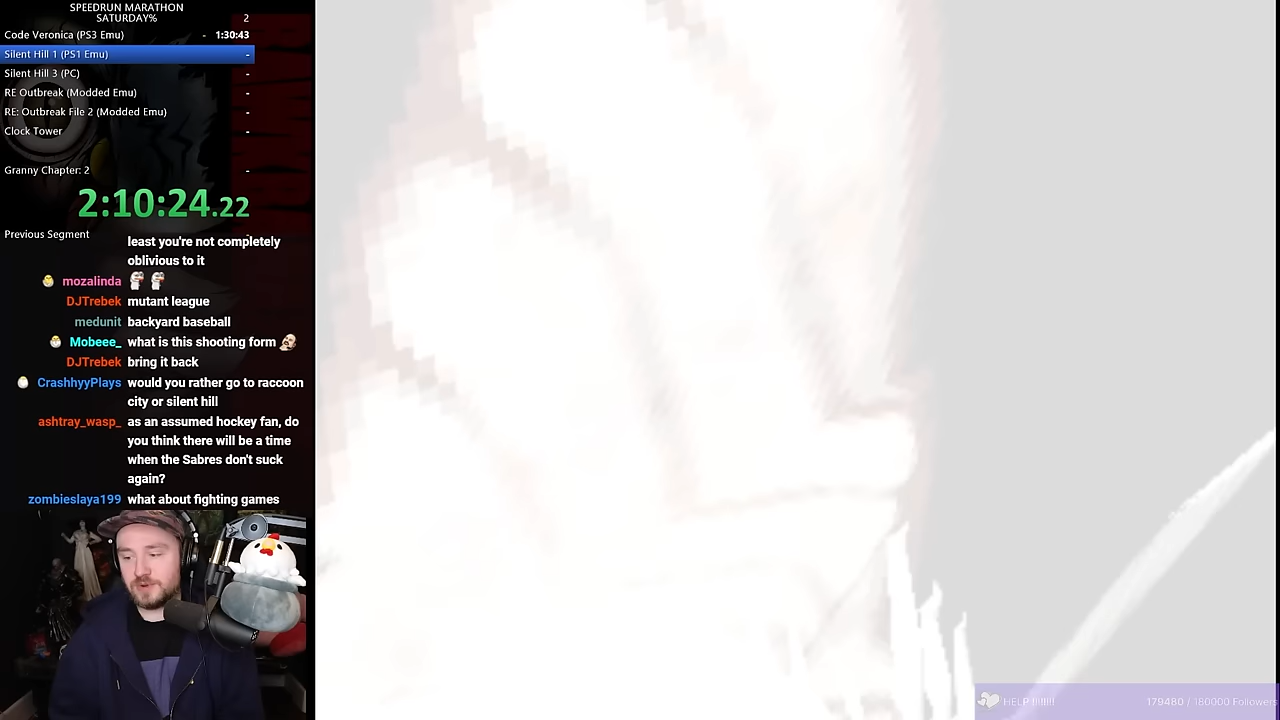 SPEEDRUN MARATHON
SATURDAY%
2
Code Veronica (PS3 Emu) - 1:30:43
Silent Hill 1 (PS1 Emu) -
Silent Hill 3 (PC) -
RE Outbreak (Modded Emu) -
RE: Outbreak File 2 (Modded Emu) -
Clock Tower -
Granny Chapter: 2 -
2:10:24.22
Previous Segment -
least you're not completely
oblivious to it
mozalinda
DJTrebek mutant league
medunit backyard baseball
Mobeee_ what is this shooting form
DJTrebek bring it back
CrashhyyPlays would you rather go to raccoon
city or silent hill
ashtray_wasp_ as an assumed hockey fan, do
you think there will be a time
when the Sabres don't suck
again?
zombieslaya199 what about fighting games
HELP !!!!!!! 179480 / 180000 Followers